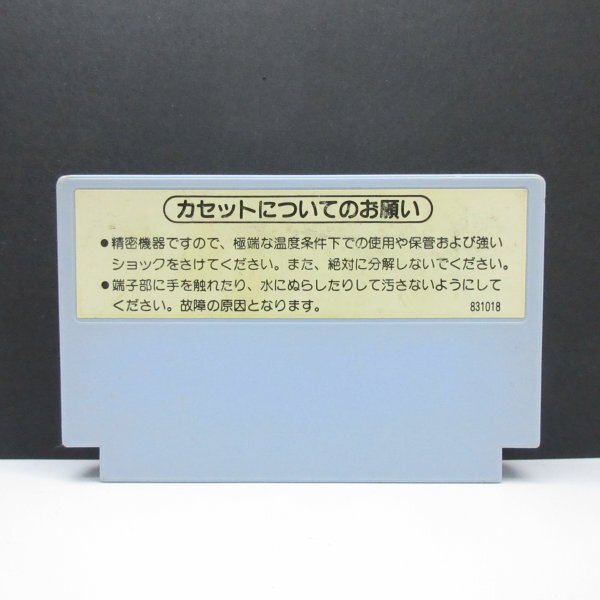 カセットについてのお願い
●精密機器ですので、極端な温度条件下での使用や保管および強い
ショックをさけてください。また、絶対に分解しないでください。
●端子部に手を触れたり、水にぬらしたりして汚さないようにして
ください。故障の原因となります。
831018